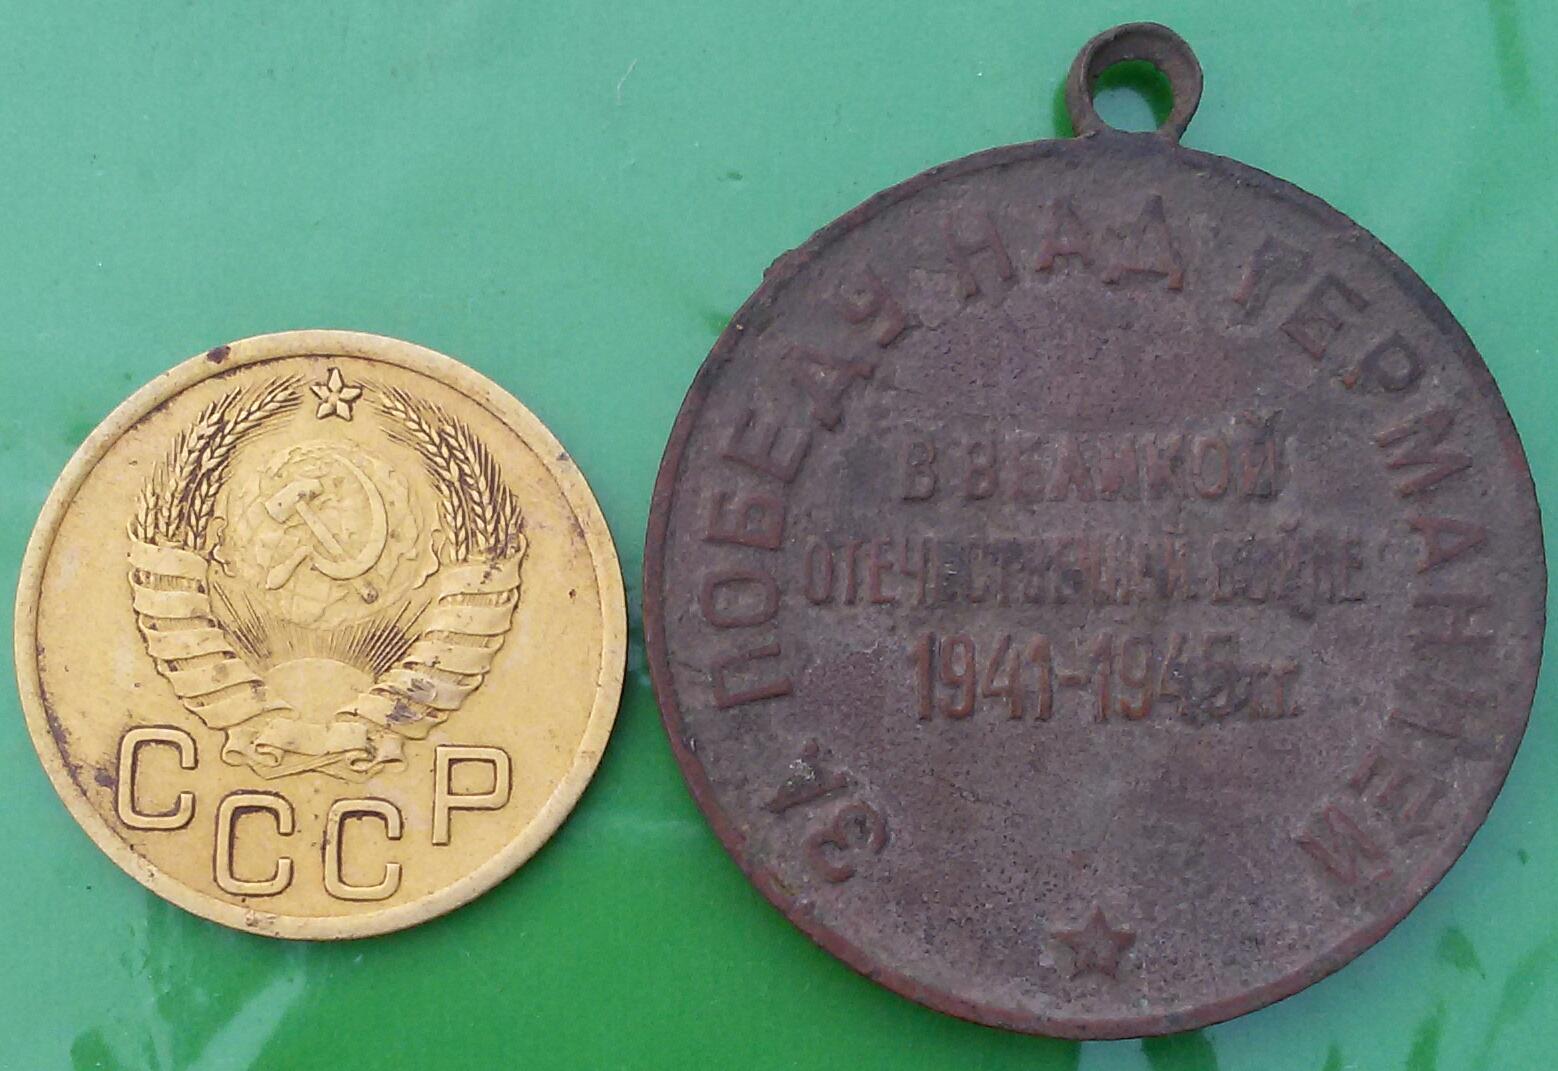 СССР
ЗА ПОБЕДУ НАД ГЕРМАНИЕЙ
В ВЕЛИКОЙ
ОТЕЧЕСТВЕННОЙ ВОЙНЕ
1941-1945 гг.